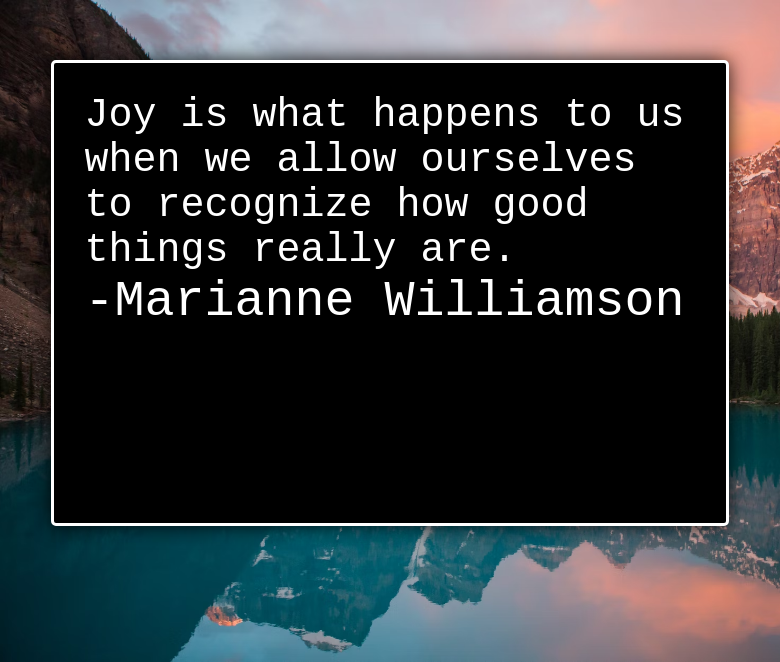 Joy is what happens to us
when we allow ourselves
to recognize how good
things really are.
-Marianne Williamson